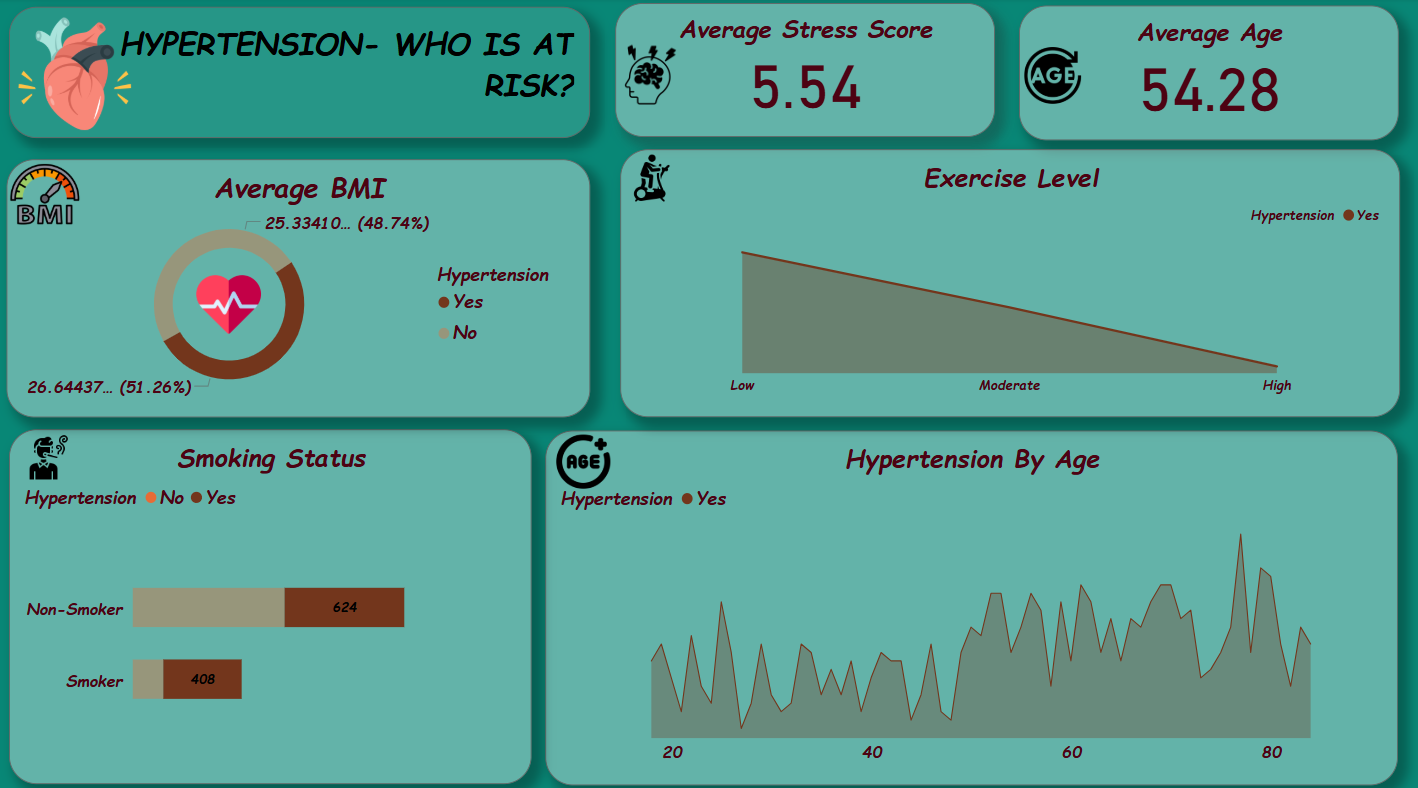 HYPERTENSION- WHO IS AT
RISK?
Average Stress Score
5.54
Average Age
AGE
54.28
BMI
Average BMI
25.33410... (48.74%)
Hypertension
Yes
No
26.64437... (51.26%)
Exercise Level
Hypertension Yes
Low Moderate High
Smoking Status
Hypertension No Yes
Non-Smoker 624
Smoker 408
AGE+
Hypertension By Age
Hypertension Yes
20 40 60 80